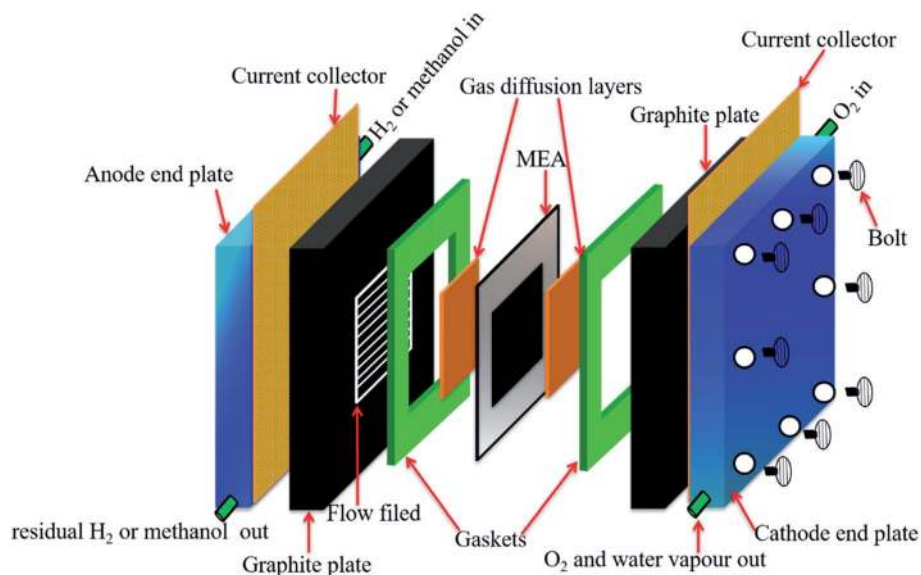 Current collector
O₂ in
Current collector
H₂ or methanol in
Gas diffusion layers
Graphite plate
MEA
Anode end plate
Bolt
Flow filed
residual H₂ or methanol out
Gaskets
Cathode end plate
Graphite plate
O₂ and water vapour out